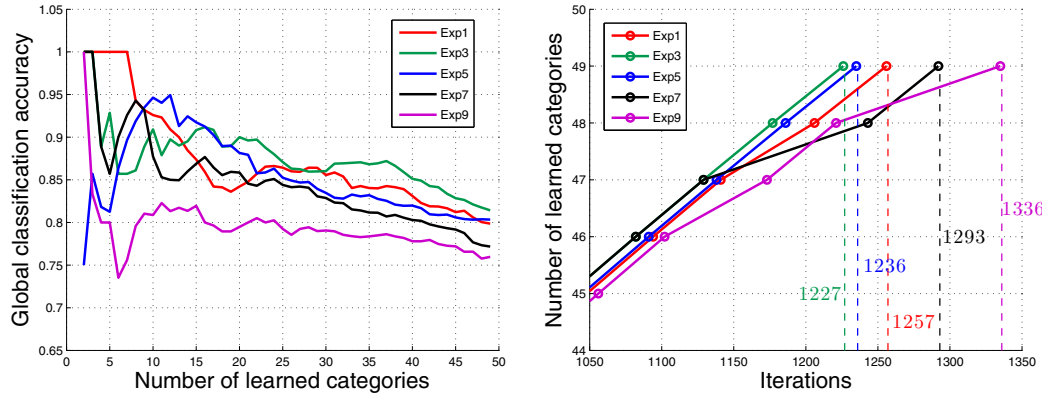 1.05
1
0.95
0.9
0.85
0.8
0.75
0.7
0.65
0 5 10 15 20 25 30 35 40 45 50
Global classification accuracy
Number of learned categories
Exp1
Exp3
Exp5
Exp7
Exp9
50
49
48
47
46
45
44
1050 1100 1150 1200 1250 1300 1350
Number of learned categories
Iterations
Exp1
Exp3
Exp5
Exp7
Exp9
1336
1293
1236
1227
1257